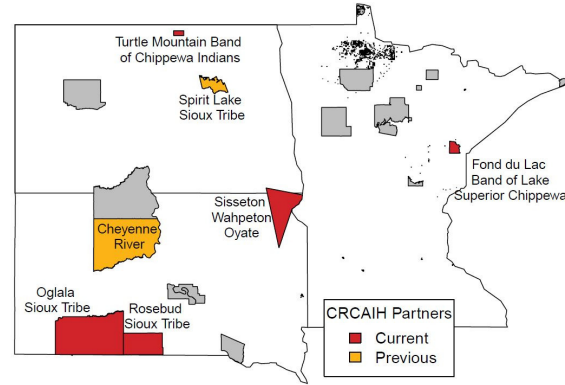 Turtle Mountain Band
of Chippewa Indians
Spirit Lake
Sioux Tribe
Fond du Lac
Band of Lake
Superior Chippewa
Sisseton
Wahpeton
Oyate
Cheyenne
River
Oglala
Sioux Tribe
Rosebud
Sioux Tribe
CRCAIH Partners
Current
Previous